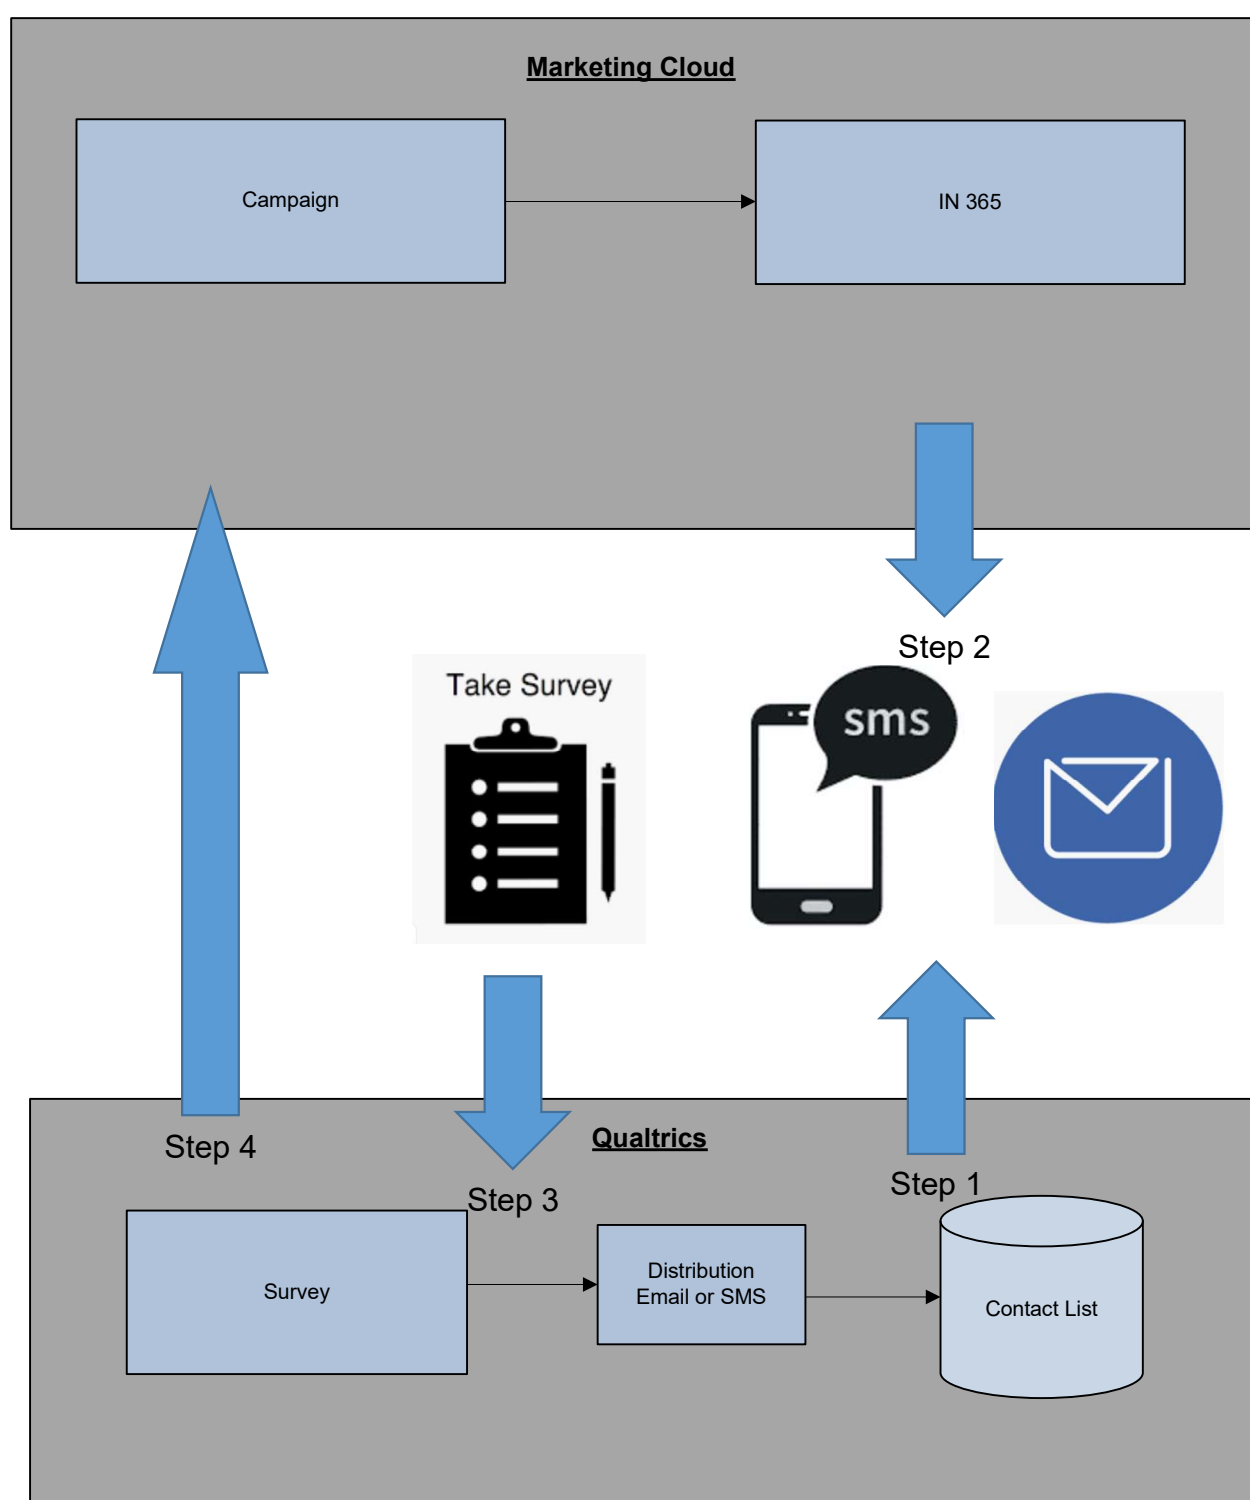 Marketing Cloud
Campaign
IN 365
Step 2
Take Survey
sms
Step 4
Qualtrics
Step 3
Step 1
Survey
Distribution
Email or SMS
Contact List